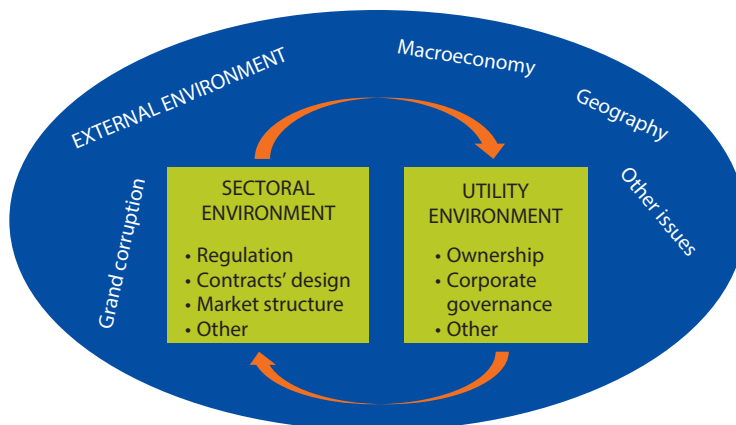 EXTERNAL ENVIRONMENT
Macroeconomy
Geography
Other issues
Grand corruption
SECTORAL
ENVIRONMENT
• Regulation
• Contracts' design
• Market structure
• Other
UTILITY
ENVIRONMENT
• Ownership
• Corporate
governance
• Other